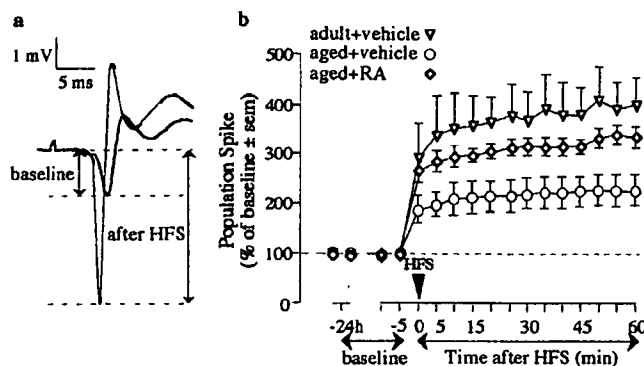 a
1 mV
5 ms
baseline
after HFS
b
adult+vehicle
aged+vehicle
aged+RA
Population Spike
(% of baseline ± sem)
500
400
300
200
100
0
HFS
-24h
-5
0
5
15
30
45
60
baseline
Time after HFS (min)